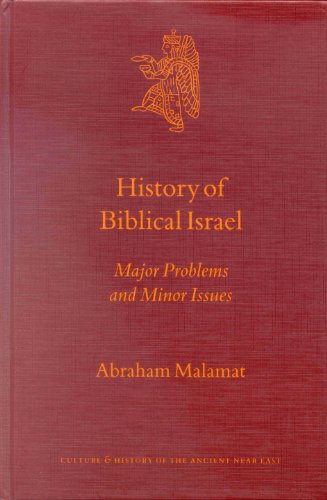 History of
Biblical Israel
Major Problems
and Minor Issues
Abraham Malamat
CULTURE & HISTORY OF THE ANCIENT NEAR EAST